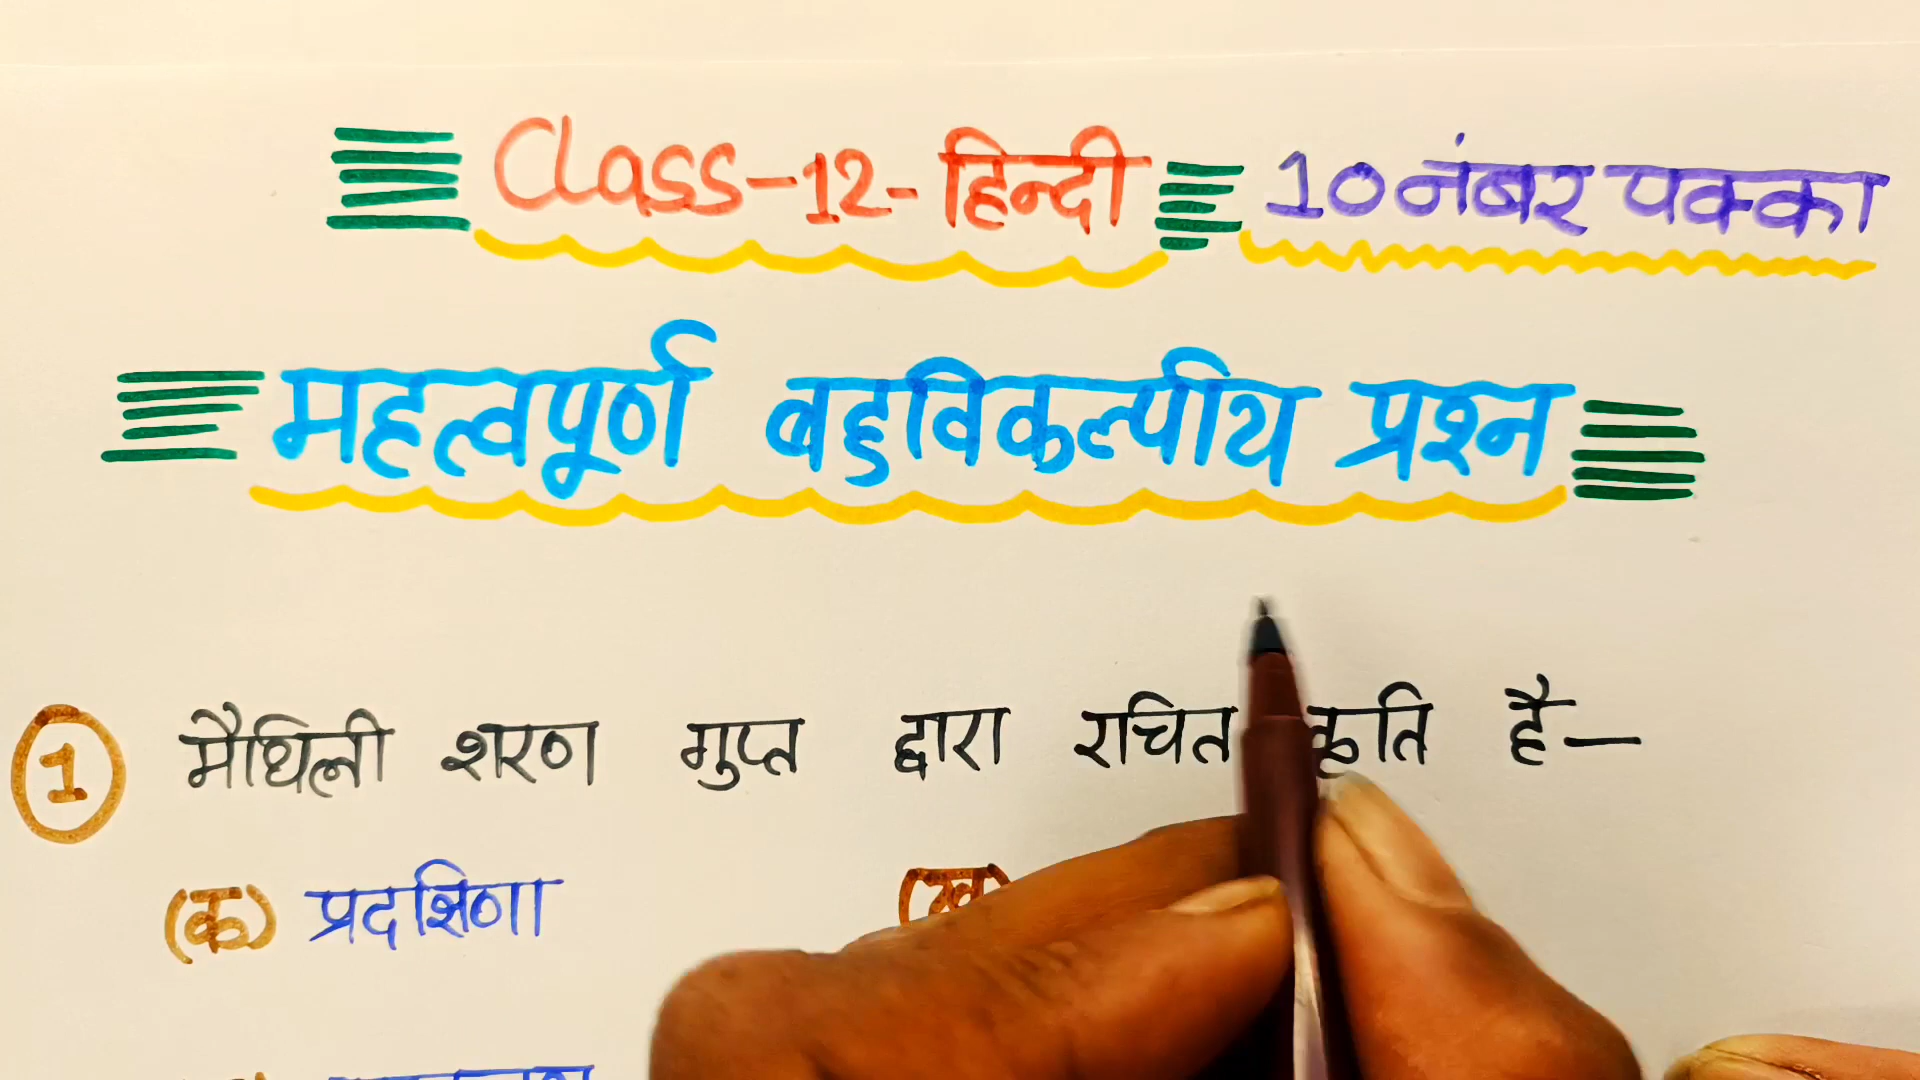 Class-12-हिन्दी 10 नंबर पक्का
महत्वपूर्ण बहुविकल्पीय प्रश्न
1 मैथिली शरण गुप्त द्वारा रचित कृति है—
(क) प्रदक्षिणा (ख)